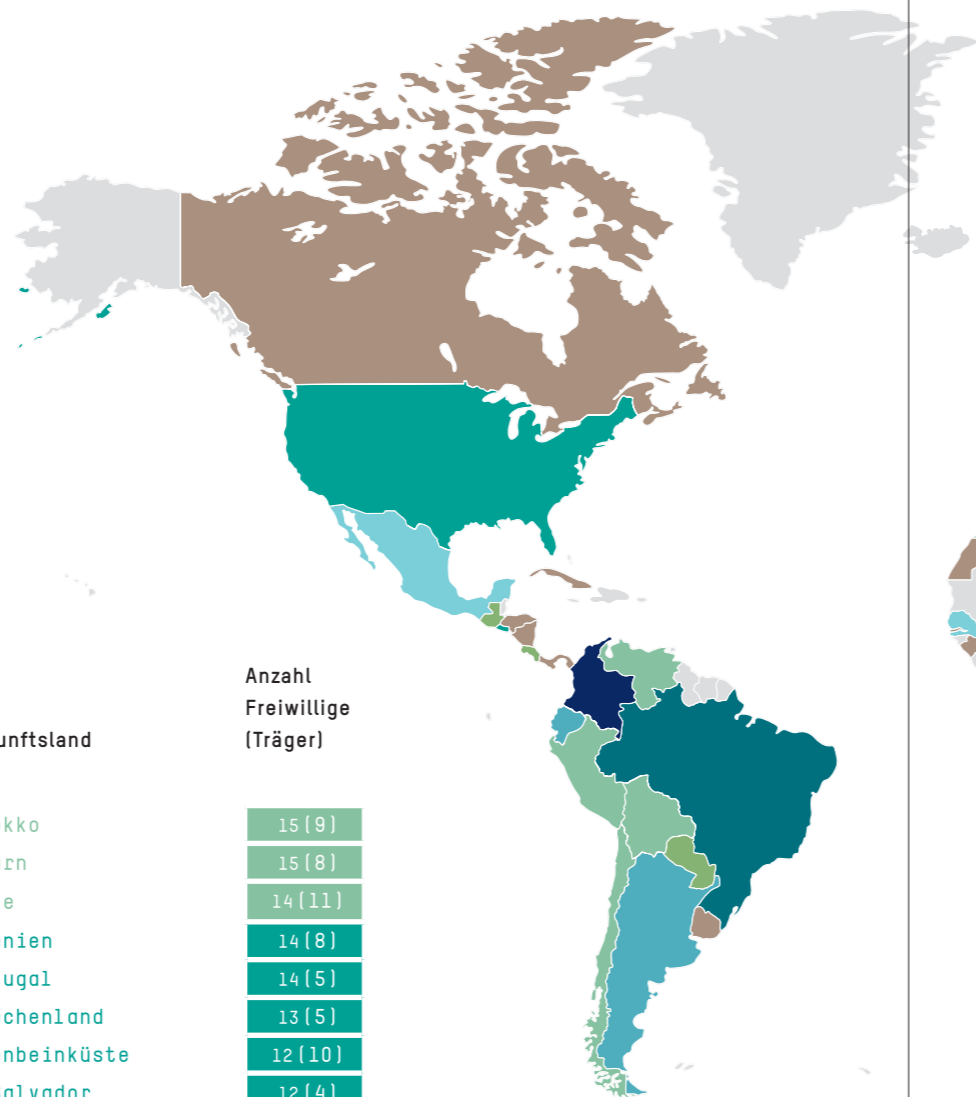 unftsland
Anzahl
Freiwillige
(Träger)
kko 15(9)
rn 15(8)
e 14(11)
nien 14(8)
ugal 14(5)
chenland 13(5)
nbeinküste 12(10)
alvador 12(4)